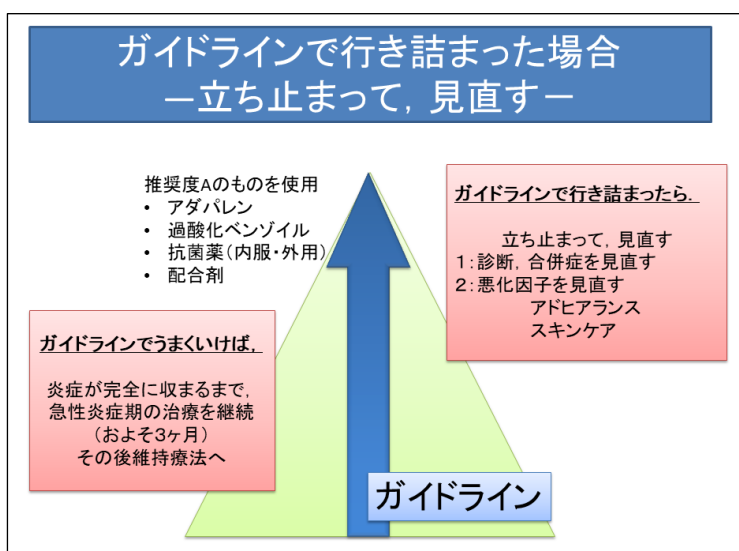 ガイドラインで行き詰まった場合
－立ち止まって，見直す－
推奨度Aのものを使用
• アダパレン
• 過酸化ベンゾイル
• 抗菌薬（内服・外用）
• 配合剤
ガイドラインで行き詰まったら．
立ち止まって，見直す
1：診断，合併症を見直す
2：悪化因子を見直す
アドヒアランス
スキンケア
ガイドラインでうまくいけば，
炎症が完全に収まるまで，
急性炎症期の治療を継続
（およそ3ヶ月）
その後維持療法へ
ガイドライン